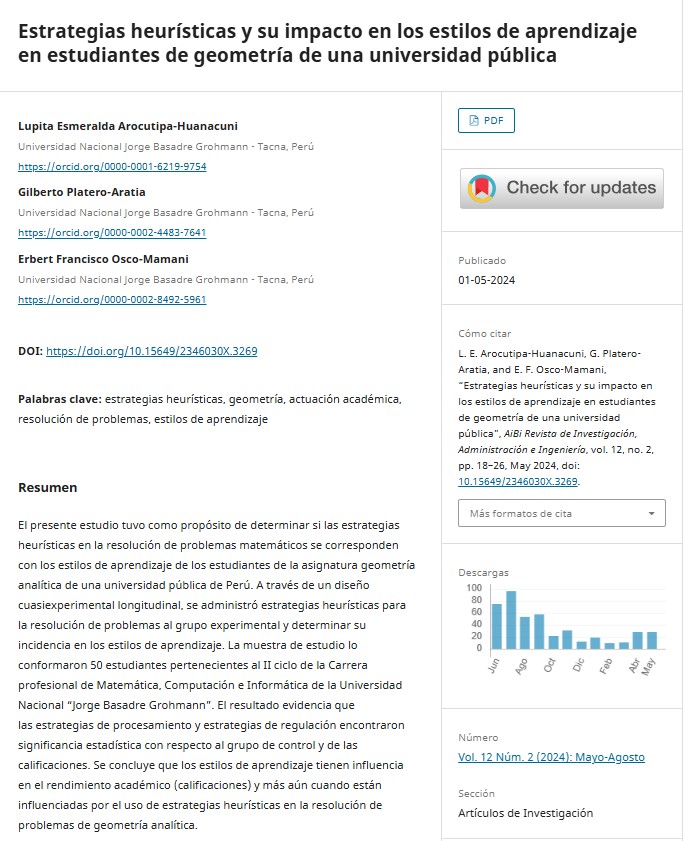 Estrategias heurísticas y su impacto en los estilos de aprendizaje
en estudiantes de geometría de una universidad pública
Lupita Esmeralda Arocutipa-Huanacuni
Universidad Nacional Jorge Basadre Grohmann - Tacna, Perú
https://orcid.org/0000-0001-6219-9754
Gilberto Platero-Aratia
Universidad Nacional Jorge Basadre Grohmann - Tacna, Perú
https://orcid.org/0000-0002-4483-7641
Erbert Francisco Osco-Mamani
Universidad Nacional Jorge Basadre Grohmann - Tacna, Perú
https://orcid.org/0000-0002-8492-5961
DOI: https://doi.org/10.15649/2346030X.3269
Palabras clave: estrategias heurísticas, geometría, actuación académica,
resolución de problemas, estilos de aprendizaje
Resumen
El presente estudio tuvo como propósito de determinar si las estrategias
heurísticas en la resolución de problemas matemáticos se corresponden
con los estilos de aprendizaje de los estudiantes de la asignatura geometría
analítica de una universidad pública de Perú. A través de un diseño
cuasiexperimental longitudinal, se administró estrategias heurísticas para
la resolución de problemas al grupo experimental y determinar su
incidencia en los estilos de aprendizaje. La muestra de estudio lo
conformaron 50 estudiantes pertenecientes al II ciclo de la Carrera
profesional de Matemática, Computación e Informática de la Universidad
Nacional “Jorge Basadre Grohmann”. El resultado evidencia que
las estrategias de procesamiento y estrategias de regulación encontraron
significancia estadística con respecto al grupo de control y de las
calificaciones. Se concluye que los estilos de aprendizaje tienen influencia
en el rendimiento académico (calificaciones) y más aún cuando están
influenciadas por el uso de estrategias heurísticas en la resolución de
problemas de geometría analítica.
PDF
Check for updates
Publicado
01-05-2024
Cómo citar
L. E. Arocutipa-Huanacuni, G. Platero-
Aratia, and E. F. Osco-Mamani,
“Estrategias heurísticas y su impacto en
los estilos de aprendizaje en estudiantes
de geometría de una universidad
pública”, AiBi Revista de Investigación,
Administración e Ingeniería, vol. 12, no. 2,
pp. 18–26, May 2024, doi:
10.15649/2346030X.3269.
Más formatos de cita
Descargas
100
80
60
40
20
0
Jun Ago Oct Dic Feb Abr May
Número
Vol. 12 Núm. 2 (2024): Mayo-Agosto
Sección
Artículos de Investigación